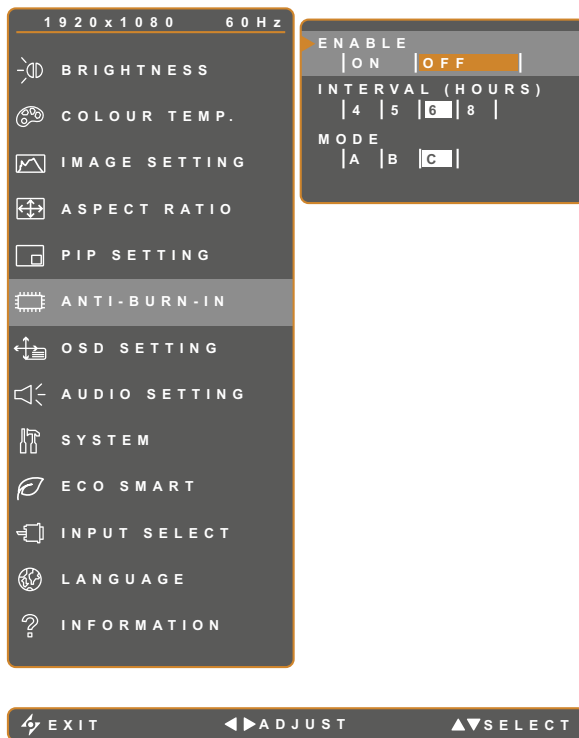 1920x1080 60Hz
BRIGHTNESS
COLOUR TEMP.
IMAGE SETTING
ASPECT RATIO
PIP SETTING
ANTI-BURN-IN
OSD SETTING
AUDIO SETTING
SYSTEM
ECO SMART
INPUT SELECT
LANGUAGE
INFORMATION
ENABLE
ON OFF
INTERVAL (HOURS)
4 5 6 8
MODE
A B C
EXIT ADJUST SELECT